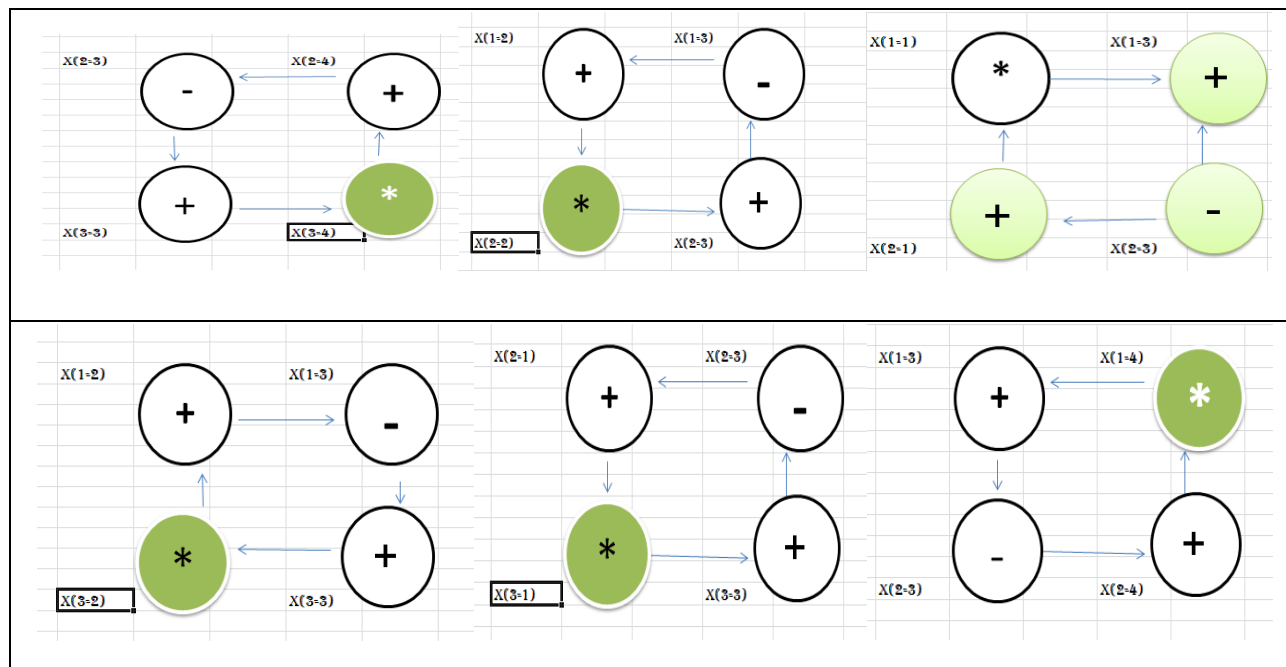 X(2=3) X(2=4)
- +
+ *
X(3=3) X(3=4)
X(1=2) X(1=3)
+ -
* +
X(2=2) X(2=3)
X(1=1) X(1=3)
* +
+ -
X(2=1) X(2=3)
X(1=2) X(1=3)
+ -
* +
X(3=2) X(3=3)
X(2=1) X(2=3)
+ -
* +
X(3=1) X(3=3)
X(1=3) X(1=4)
+ *
- +
X(2=3) X(2=4)